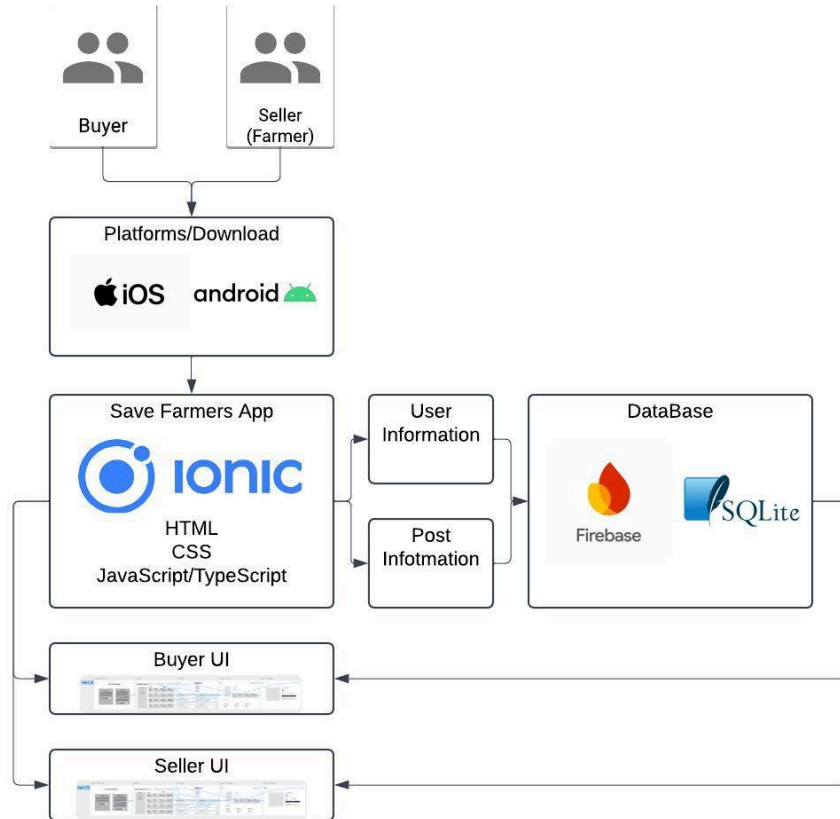 Buyer
Seller
(Farmer)
Platforms/Download
iOS
android
Save Farmers App
IONIC
HTML
CSS
JavaScript/TypeScript
User
Information
Post
Infotmation
DataBase
Firebase
SQLite
Buyer UI
Seller UI